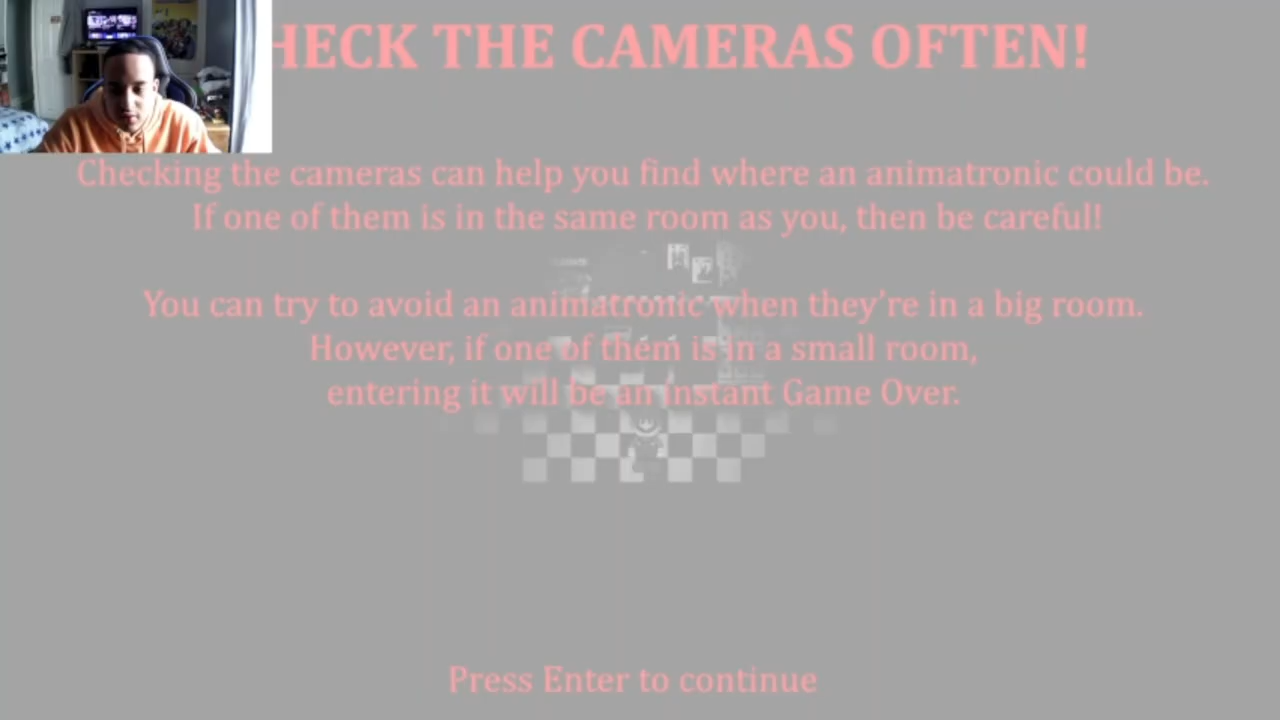 HECK THE CAMERAS OFTEN!
Checking the cameras can help you find where an animatronic could be.
If one of them is in the same room as you, then be careful!
You can try to avoid an animatronic when they're in a big room.
However, if one of them is in a small room,
entering it will be an instant Game Over.
Press Enter to continue